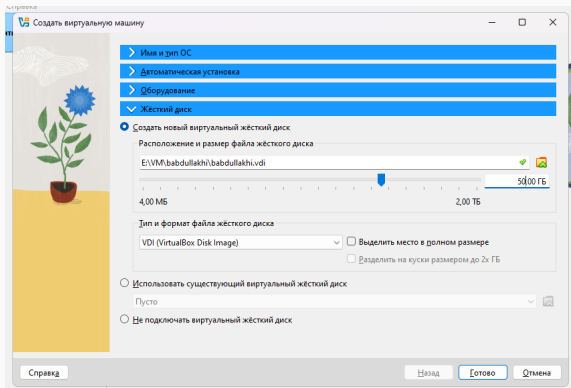 Справка
Создать виртуальную машину
Имя и тип ОС
Автоматическая установка
Оборудование
Жёсткий диск
Создать новый виртуальный жёсткий диск
Расположение и размер файла жёсткого диска
E:\VM\babdullakhi\babdullakhi.vdi
50,00 ГБ
4,00 МБ 2,00 ТБ
Тип и формат файла жёсткого диска
VDI (VirtualBox Disk Image) Выделить место в полном размере
Разделить на куски размером до 2х ГБ
Использовать существующий виртуальный жёсткий диск
Пусто
Не подключать виртуальный жёсткий диск
Справка Назад Готово Отмена